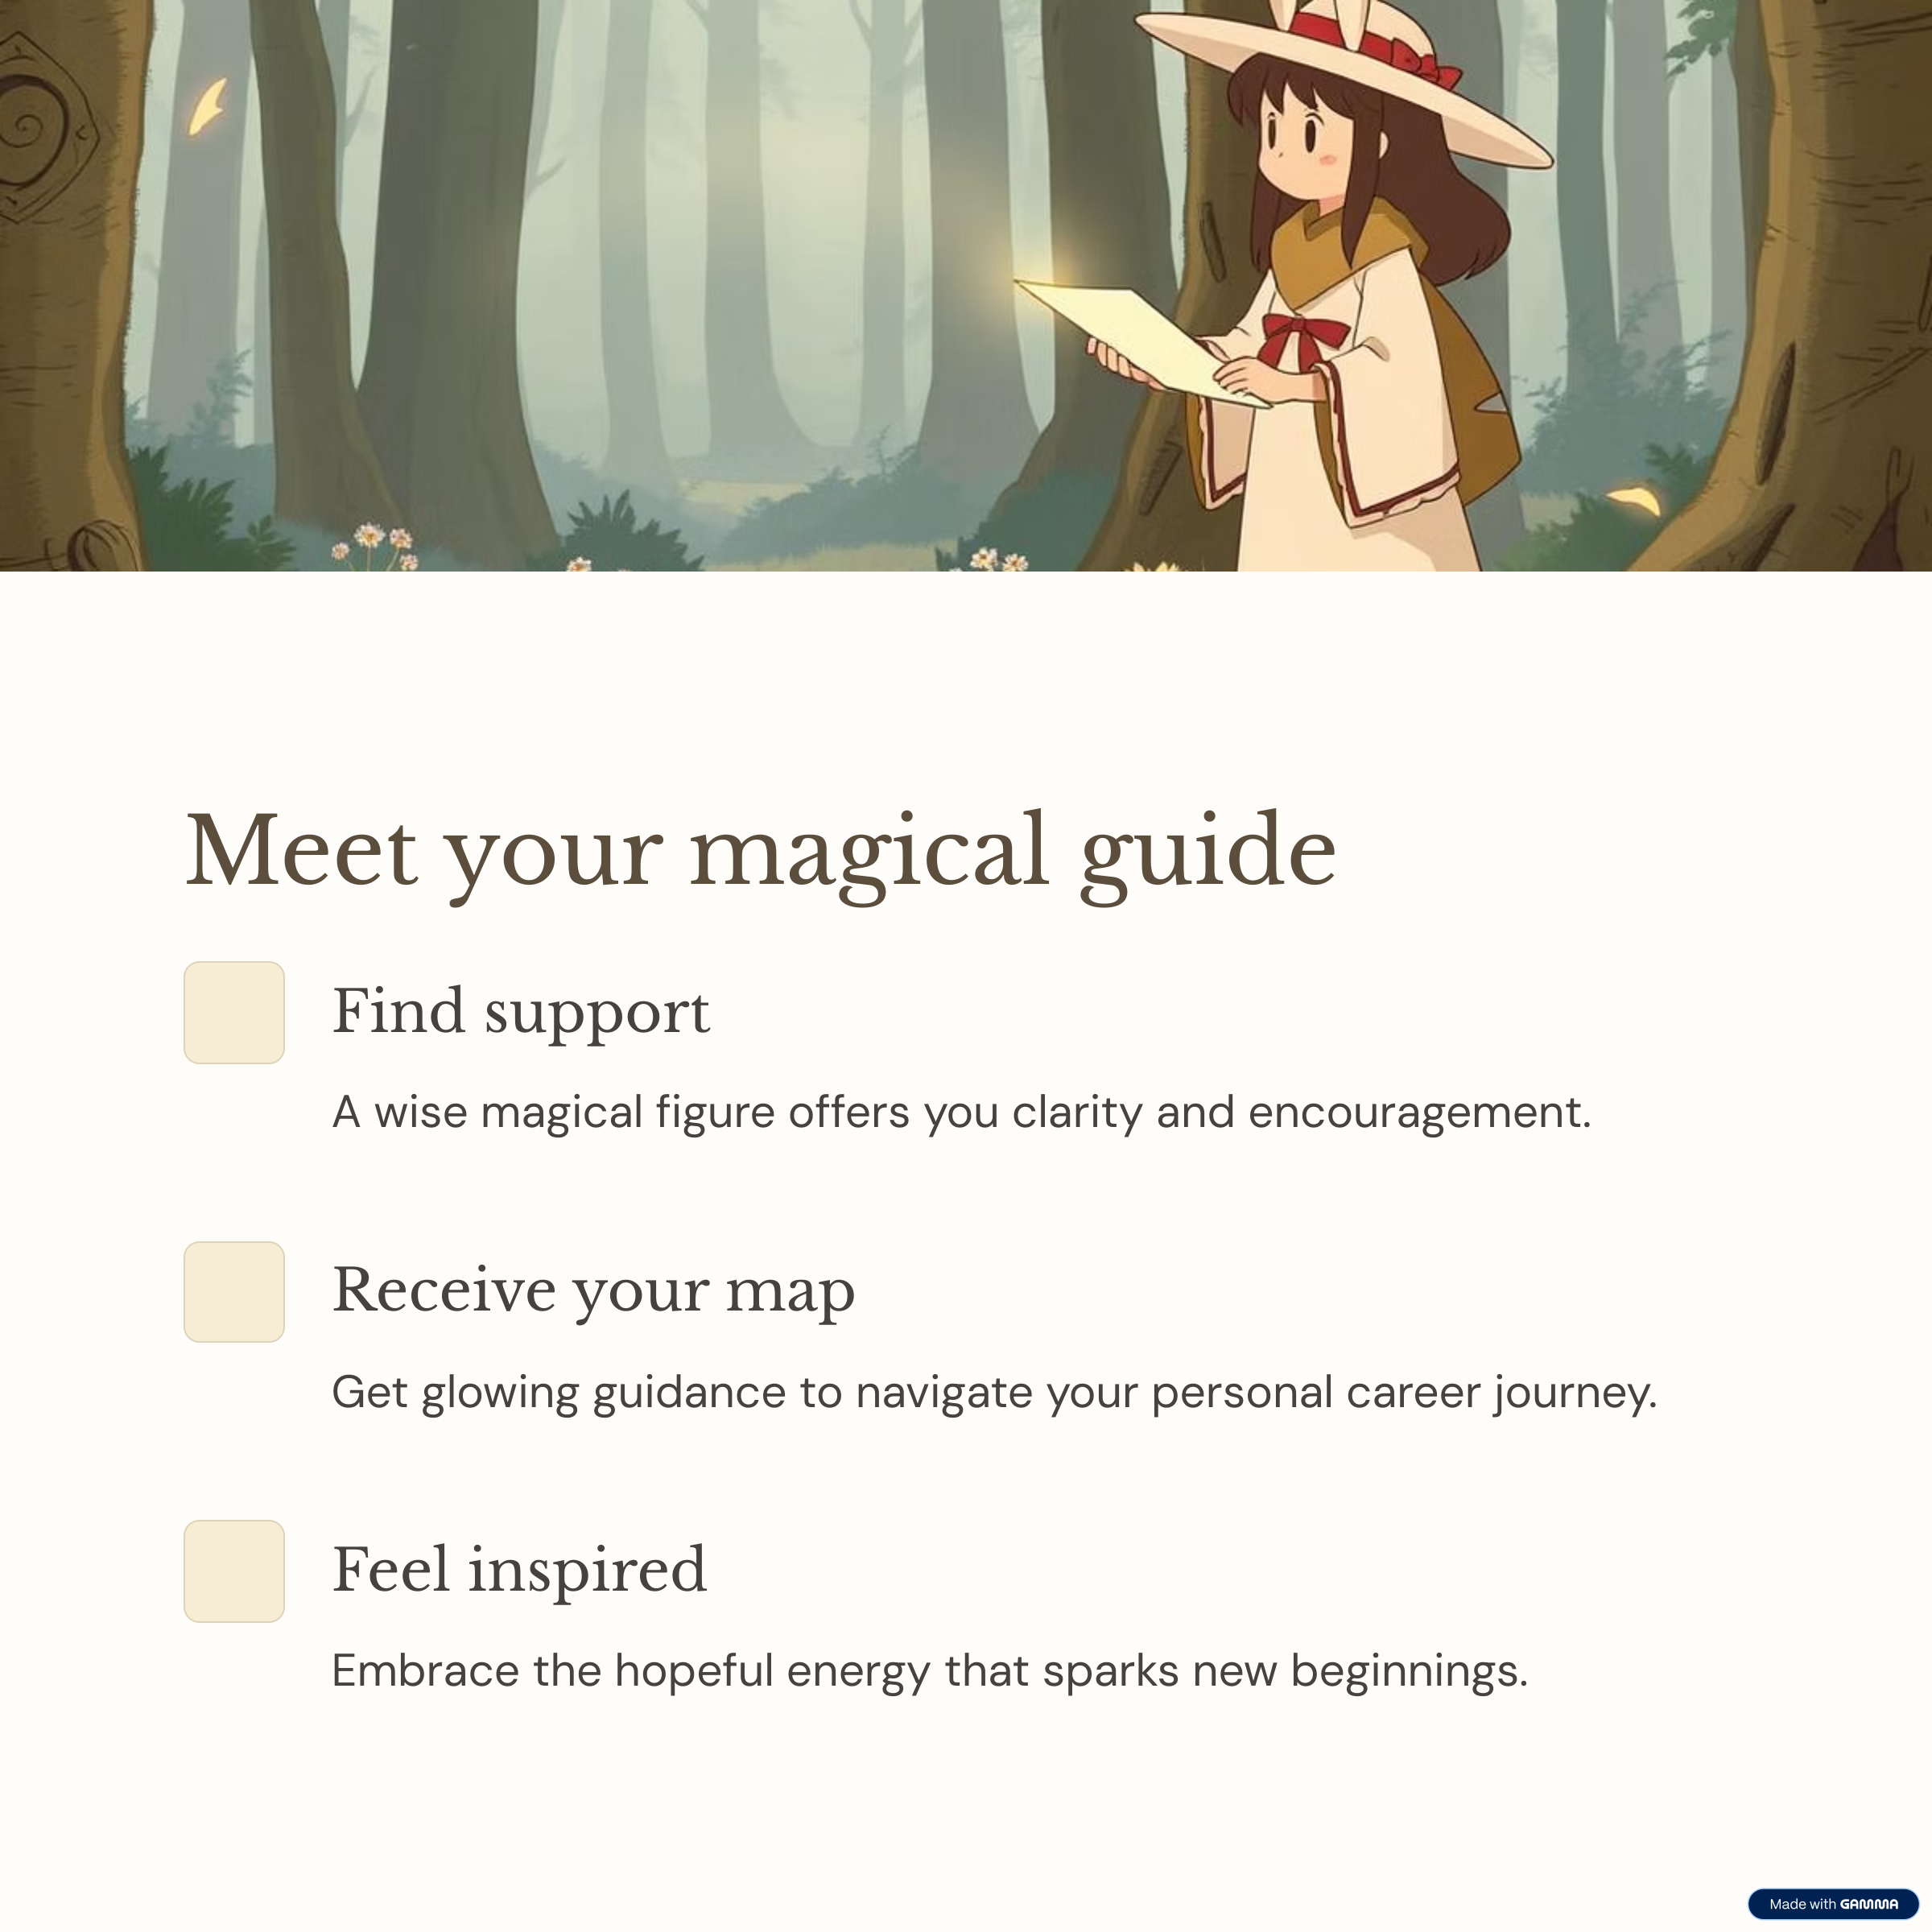 Meet your magical guide
Find support
A wise magical figure offers you clarity and encouragement.
Receive your map
Get glowing guidance to navigate your personal career journey.
Feel inspired
Embrace the hopeful energy that sparks new beginnings.
Made with GAMMA